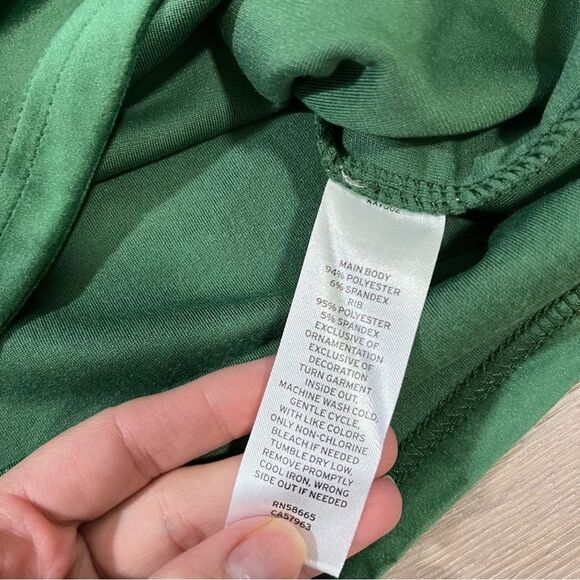 MAIN BODY
94% POLYESTER
6% SPANDEX
RIB
95% POLYESTER
5% SPANDEX
EXCLUSIVE OF
ORNAMENTATION
EXCLUSIVE OF
DECORATION
TURN GARMENT
INSIDE OUT,
MACHINE WASH COLD,
GENTLE CYCLE,
WITH LIKE COLORS
ONLY NON-CHLORINE
BLEACH IF NEEDED
TUMBLE DRY LOW,
REMOVE PROMPTLY
COOL IRON, WRONG
SIDE OUT IF NEEDED
RN58665
CA57963